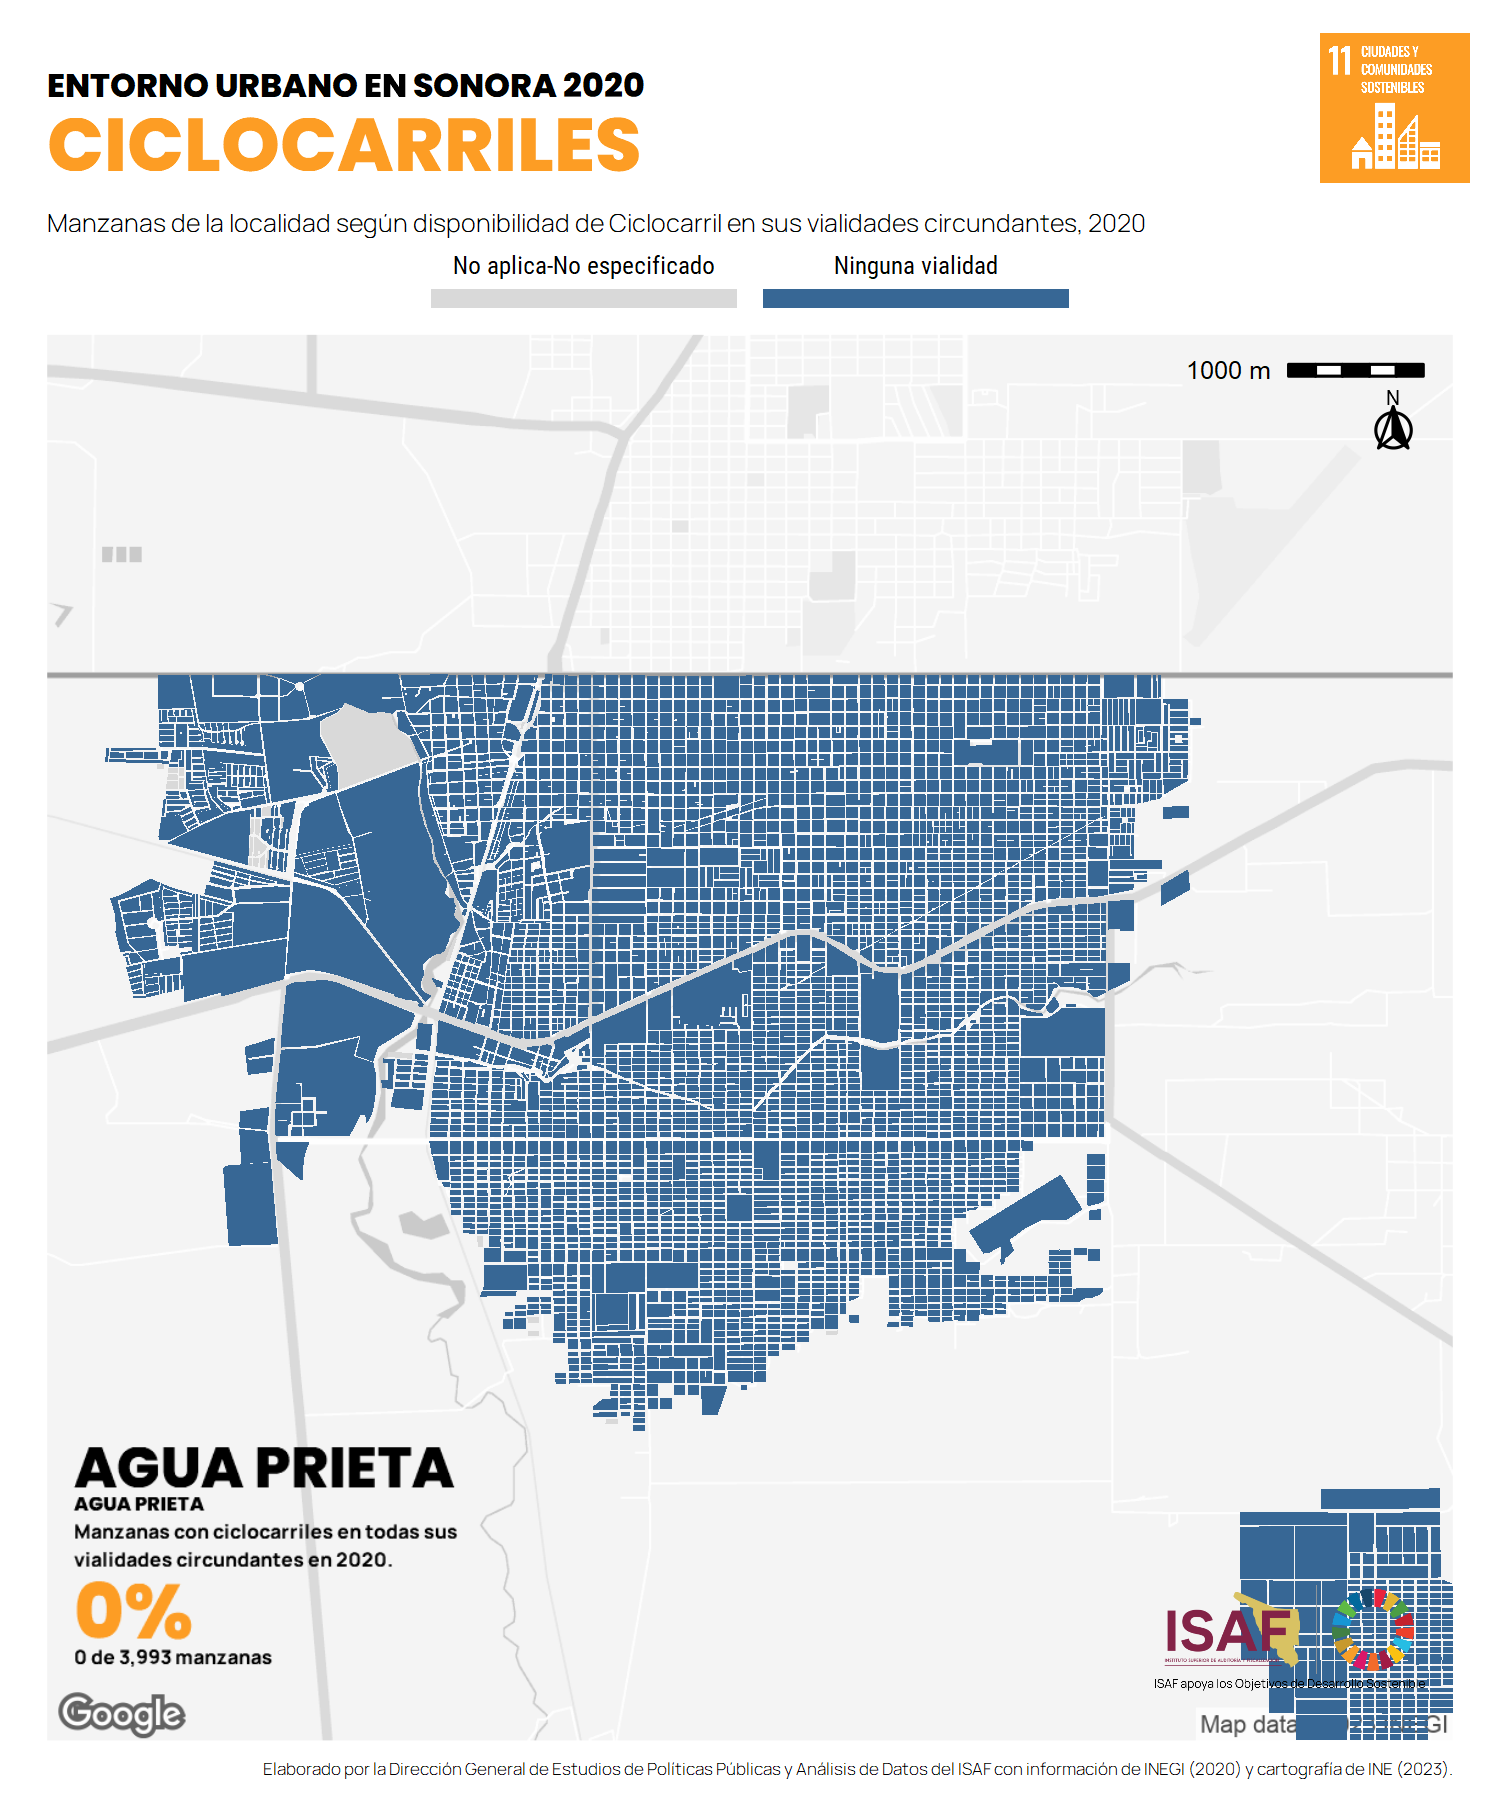 ENTORNO URBANO EN SONORA 2020
CICLOCARRILES
11 CIUDADES Y
COMUNIDADES
SOSTENIBLES
Manzanas de la localidad según disponibilidad de Ciclocarril en sus vialidades circundantes, 2020
No aplica-No especificado
Ninguna vialidad
1000 m
N
AGUA PRIETA
AGUA PRIETA
Manzanas con ciclocarriles en todas sus
vialidades circundantes en 2020.
0%
0 de 3,993 manzanas
Google
ISAF
ISAF apoya los Objetivos de Desarrollo Sostenible
Map data
GI
Elaborado por la Dirección General de Estudios de Políticas Públicas y Análisis de Datos del ISAF con información de INEGI (2020) y cartografía de INE (2023).